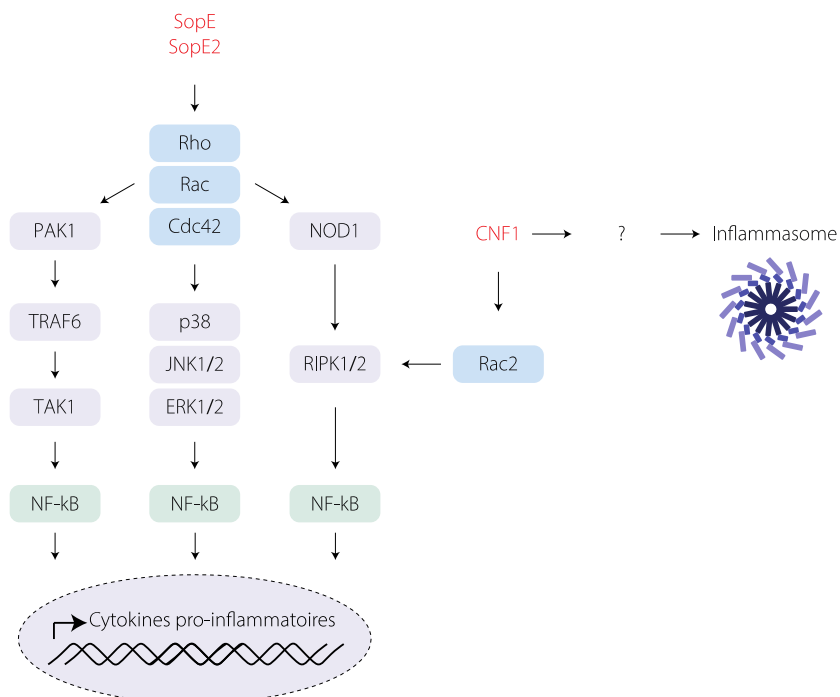 SopE
SopE2
Rho
Rac
Cdc42
PAK1
NOD1
CNF1
?
Inflammasome
TRAF6
p38
JNK1/2
RIPK1/2
Rac2
TAK1
ERK1/2
NF-kB
NF-kB
NF-kB
Cytokines pro-inflammatoires